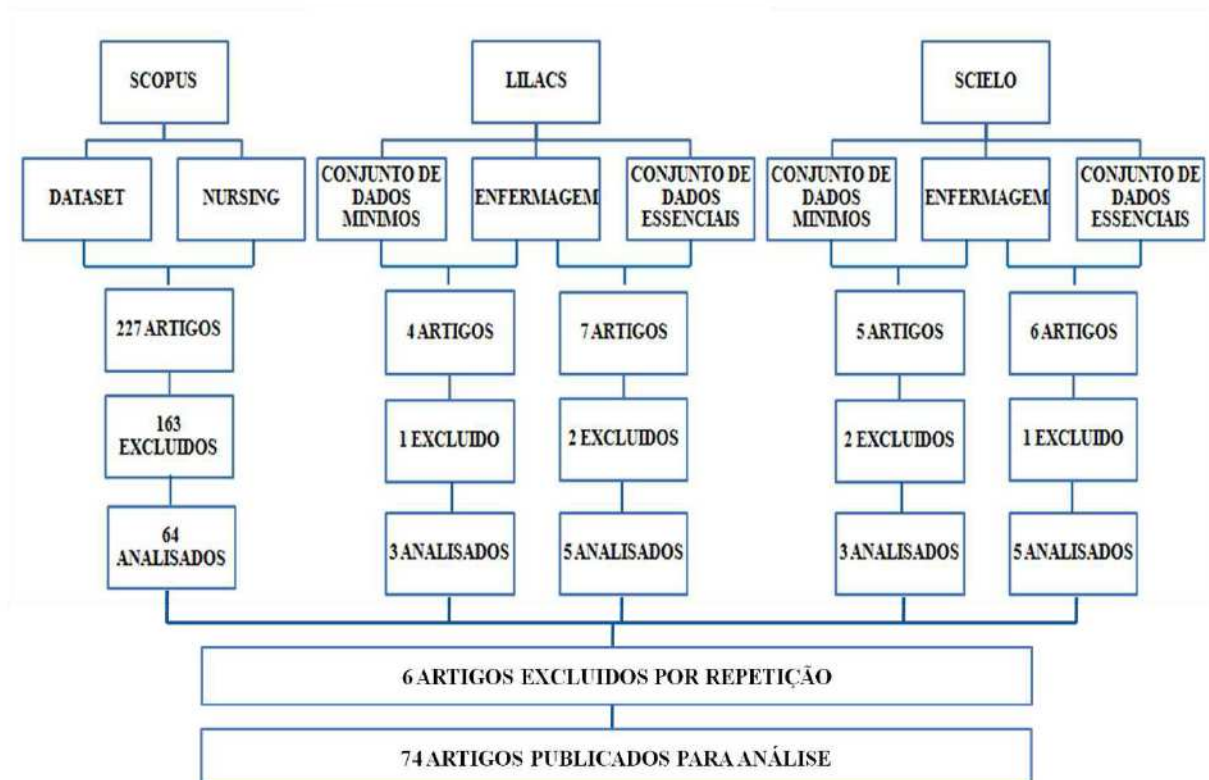 SCOPUS
LILACS
SCIELO
DATASET
NURSING
CONJUNTO DE
DADOS
MINIMOS
ENFERMAGEM
CONJUNTO DE
DADOS
ESSENCIAIS
CONJUNTO DE
DADOS
MINIMOS
ENFERMAGEM
CONJUNTO DE
DADOS
ESSENCIAIS
227 ARTIGOS
4 ARTIGOS
7 ARTIGOS
5 ARTIGOS
6 ARTIGOS
163
EXCLUIDOS
1 EXCLUIDO
2 EXCLUIDOS
2 EXCLUIDOS
1 EXCLUIDO
64
ANALISADOS
3 ANALISADOS
5 ANALISADOS
3 ANALISADOS
5 ANALISADOS
6 ARTIGOS EXCLUIDOS POR REPETIÇÃO
74 ARTIGOS PUBLICADOS PARA ANÁLISE